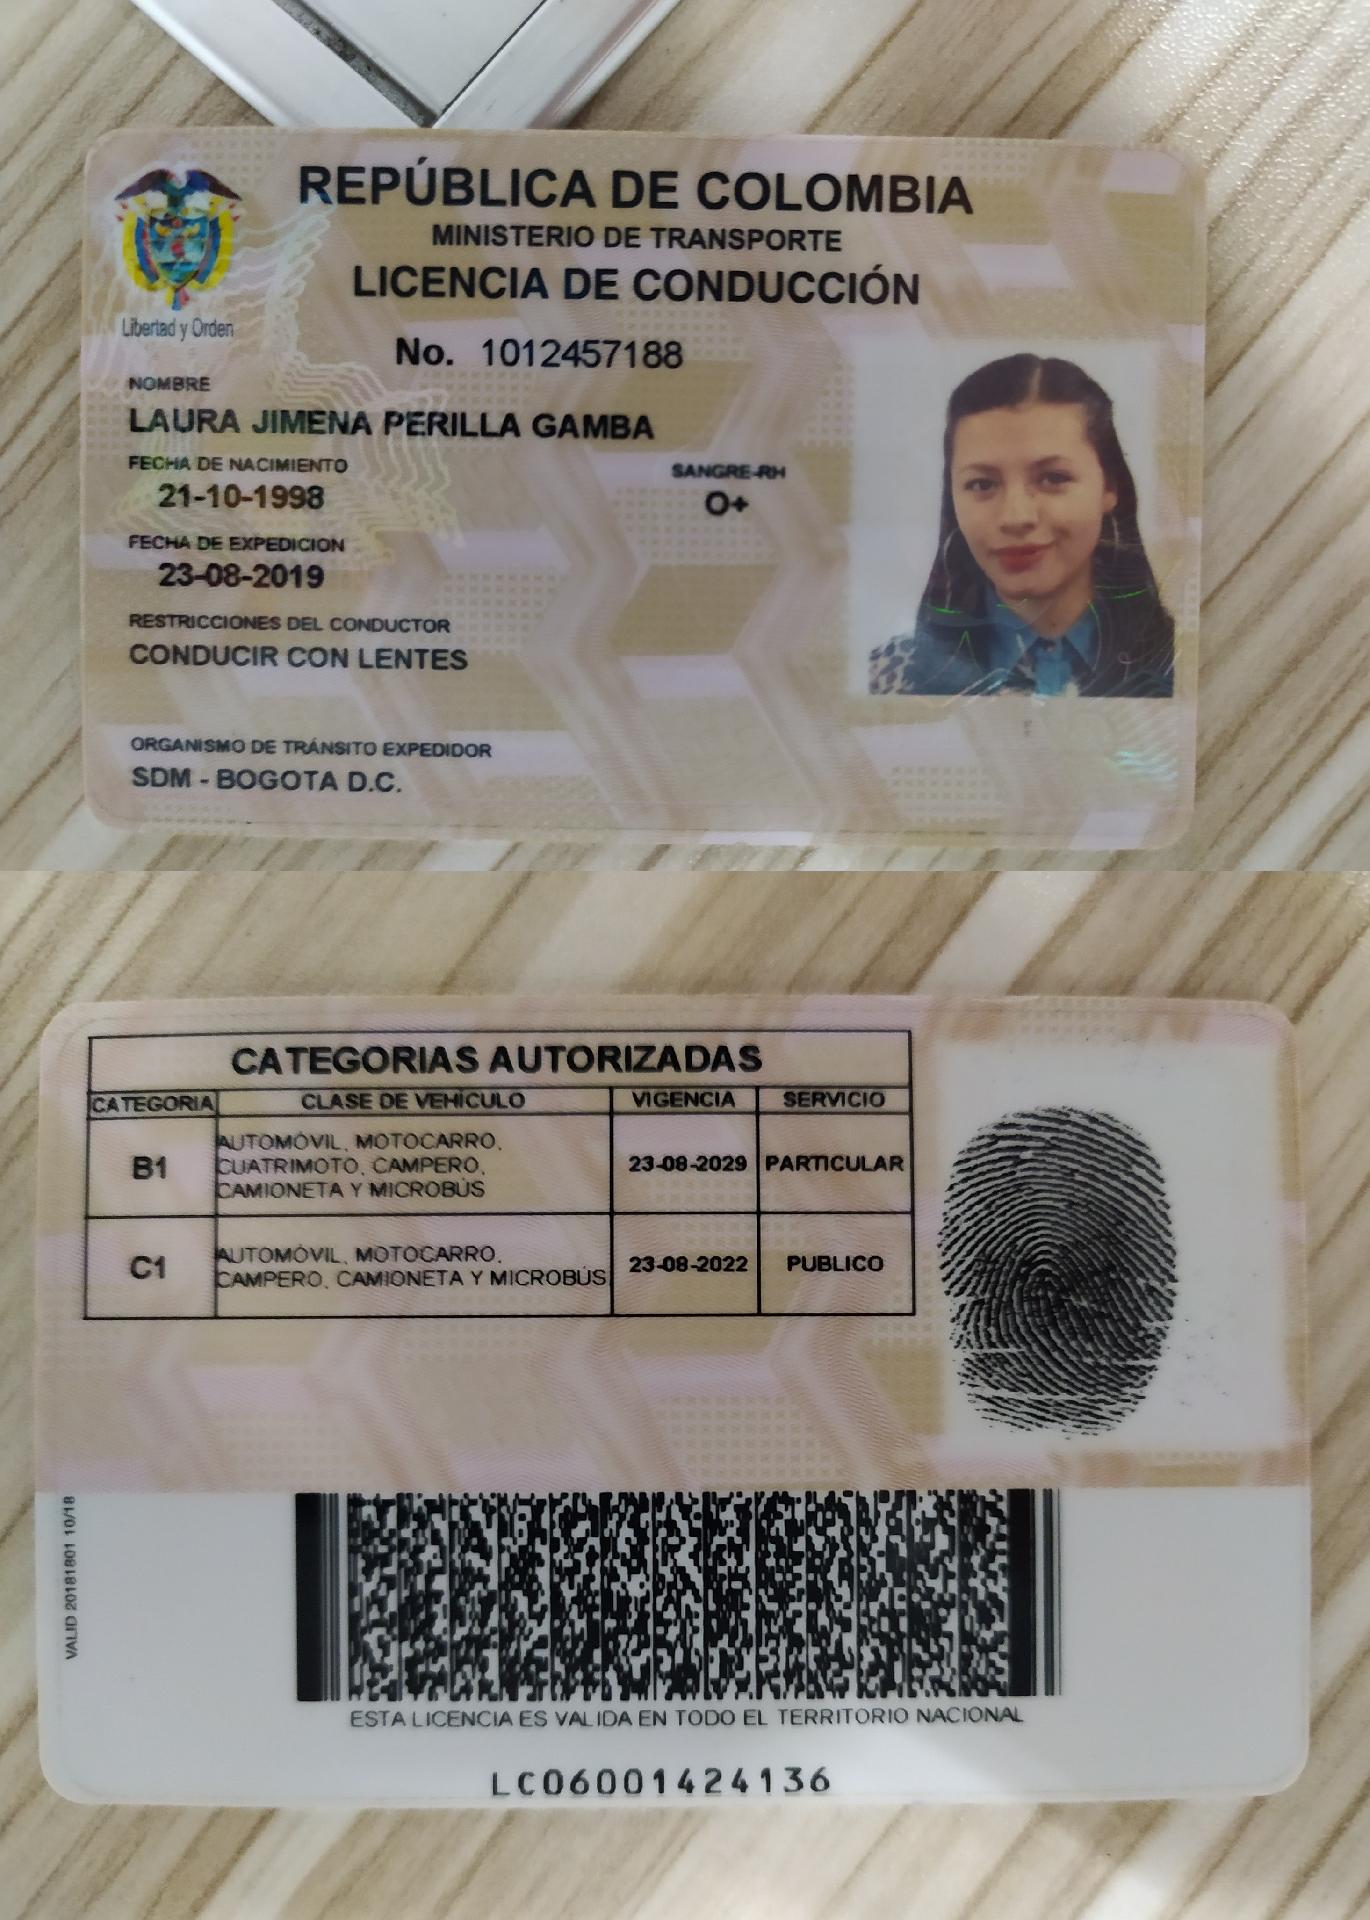 REPÚBLICA DE COLOMBIA
MINISTERIO DE TRANSPORTE
LICENCIA DE CONDUCCIÓN
Libertad y Orden
No. 1012457188
NOMBRE
LAURA JIMENA PERILLA GAMBA
FECHA DE NACIMIENTO
21-10-1998
SANGRE-RH
O+
FECHA DE EXPEDICION
23-08-2019
RESTRICCIONES DEL CONDUCTOR
CONDUCIR CON LENTES
ORGANISMO DE TRÁNSITO EXPEDIDOR
SDM - BOGOTA D.C.
CATEGORIAS AUTORIZADAS
CATEGORIA CLASE DE VEHÍCULO VIGENCIA SERVICIO
B1
AUTOMÓVIL, MOTOCARRO,
CUATRIMOTO, CAMPERO,
CAMIONETA Y MICROBÚS
23-08-2029 PARTICULAR
C1
AUTOMÓVIL, MOTOCARRO,
CAMPERO, CAMIONETA Y MICROBÚS
23-08-2022 PUBLICO
VALID 20181801 10/18
ESTA LICENCIA ES VALIDA EN TODO EL TERRITORIO NACIONAL
LC06001424136